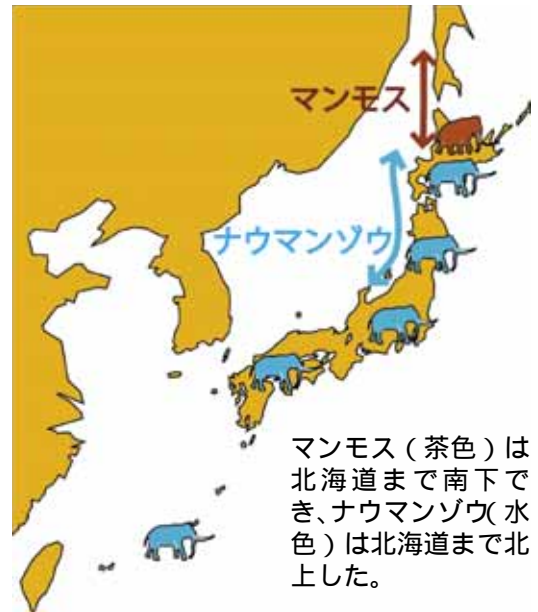 マンモス
ナウマンゾウ
マンモス(茶色)は
北海道まで南下で
き、ナウマンゾウ(水
色)は北海道まで北
上した。